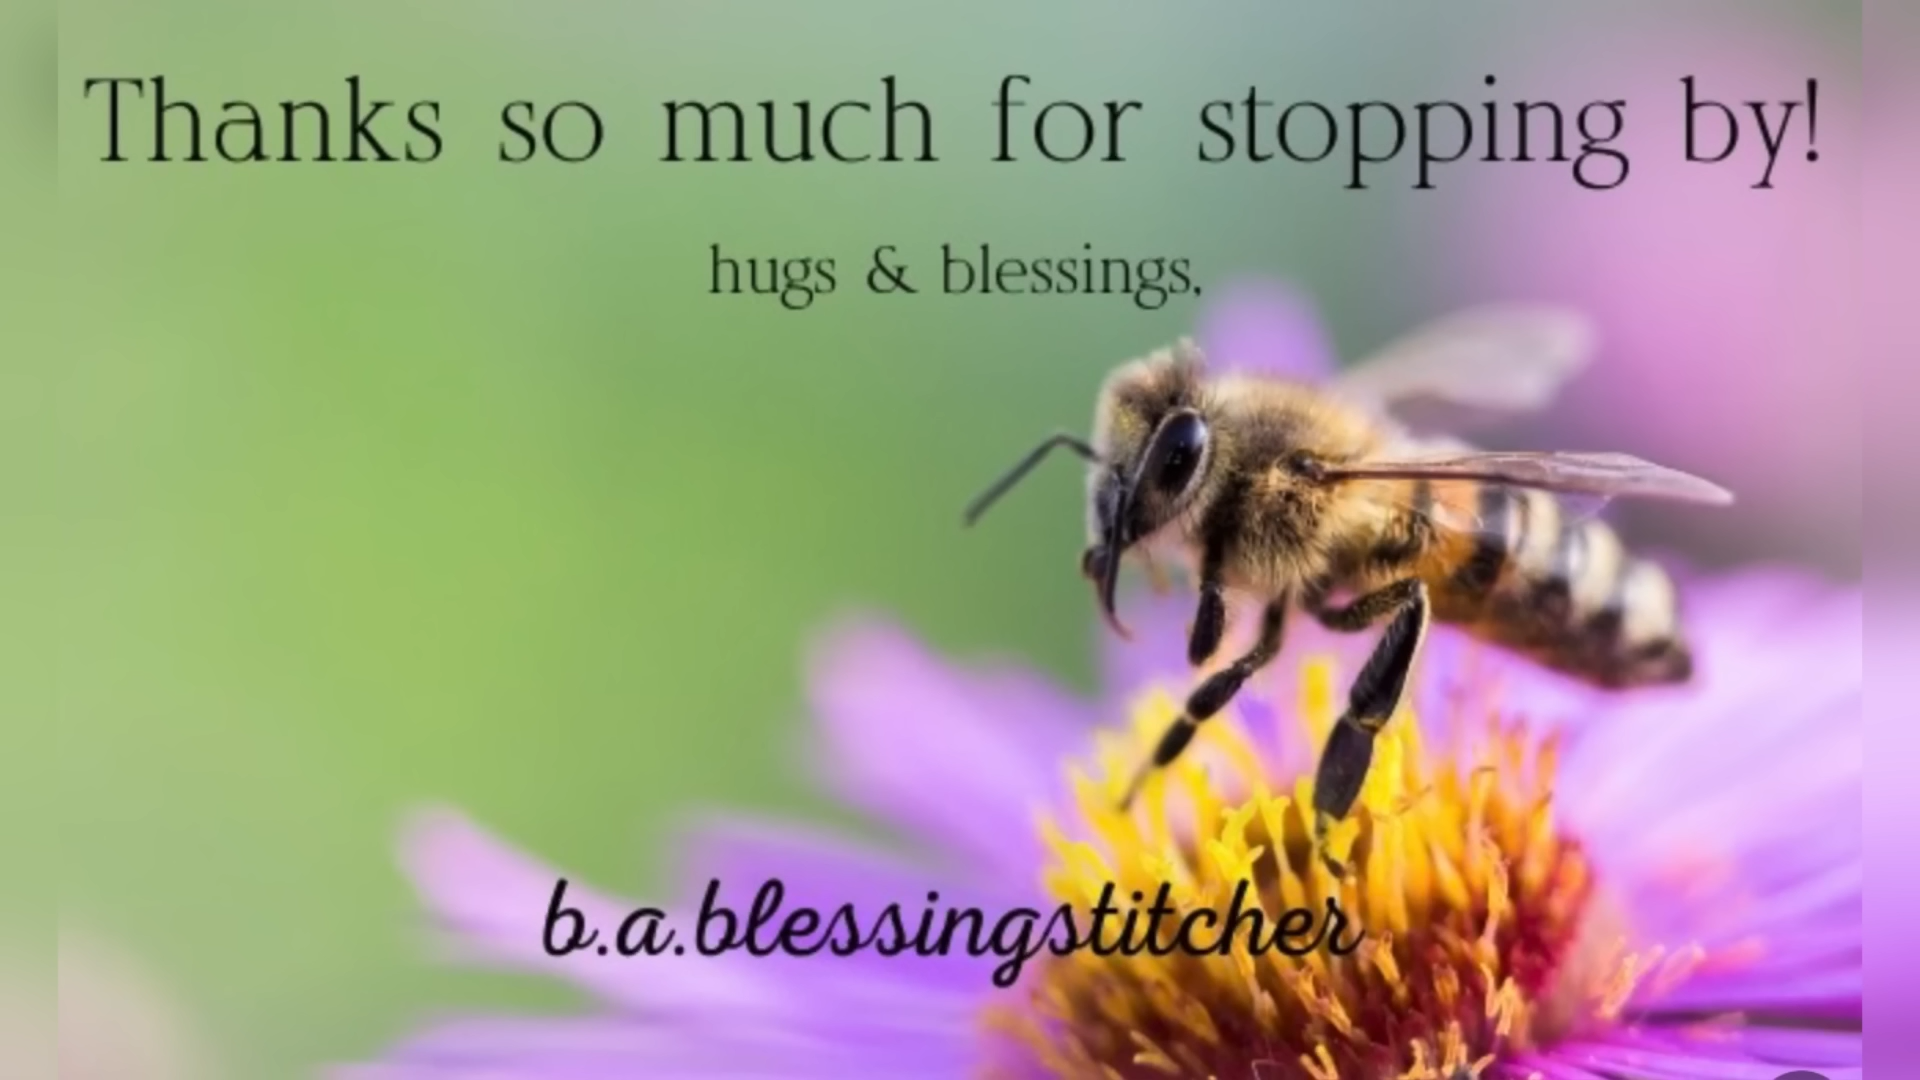 Thanks so much for stopping by!
hugs & blessings,
b.a.blessingstitcher